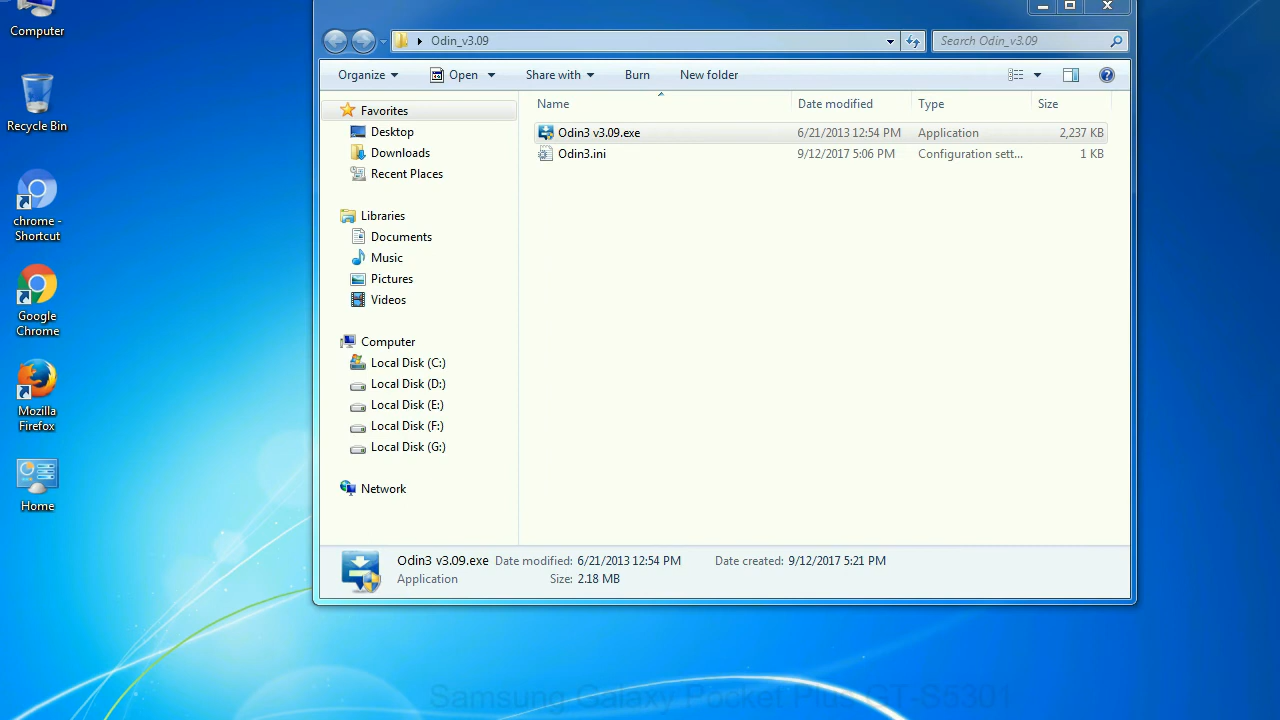 Computer
Recycle Bin
chrome -
Shortcut
Google
Chrome
Mozilla
Firefox
Home
Odin_v3.09
Search Odin_v3.09
Organize
Open
Share with
Burn
New folder
Favorites
Desktop
Downloads
Recent Places
Libraries
Documents
Music
Pictures
Videos
Computer
Local Disk (C:)
Local Disk (D:)
Local Disk (E:)
Local Disk (F:)
Local Disk (G:)
Network
Name Date modified Type Size
Odin3 v3.09.exe 6/21/2013 12:54 PM Application 2,237 KB
Odin3.ini 9/12/2017 5:06 PM Configuration sett... 1 KB
Odin3 v3.09.exe Date modified: 6/21/2013 12:54 PM Date created: 9/12/2017 5:21 PM
Application Size: 2.18 MB
Samsung Galaxy Pocket Plus GT-S5301